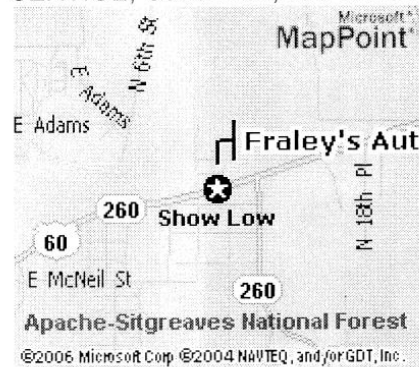 Microsoft®
MapPoint®
N 6th St
E Adams
E Adams
Fraley's Aut
N 18th Pl
260
Show Low
60
E McNeil St
260
Apache-Sitgreaves National Forest
©2006 Microsoft Corp ©2004 NAVTEQ, and/or GDT, Inc.